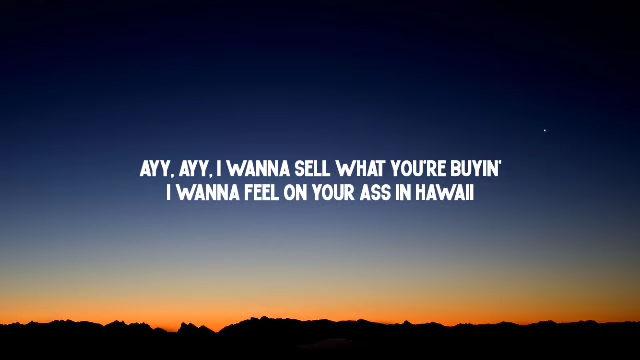 AYY, AYY, I WANNA SELL WHAT YOU'RE BUYIN'
I WANNA FEEL ON YOUR ASS IN HAWAII